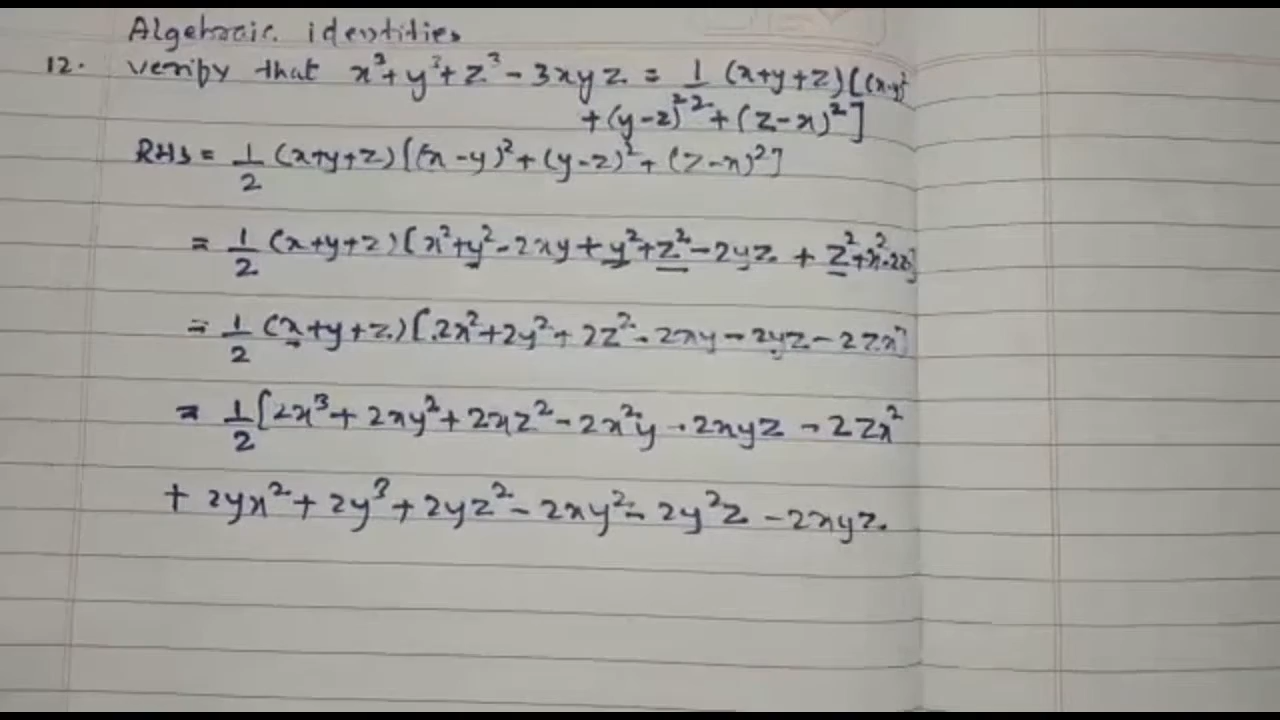 Algebraic identities
12. verify that x³+y³+z³-3xyz = 1/2 (x+y+z)[(x-y)²
+(y-z)²+(z-x)²]
RHS = 1/2 (x+y+z)[(x-y)²+(y-z)²+(z-x)²]
= 1/2 (x+y+z)[x²+y²-2xy+y²+z²-2yz + z²+x²-2zx]
= 1/2 (x+y+z)[2x²+2y²+2z²-2xy-2yz-2zx]
= 1/2 [2x³+2xy²+2xz²-2x²y-2xyz-2zx²
+ 2yx²+2y³+2yz²-2xy²-2y²z-2xyz.